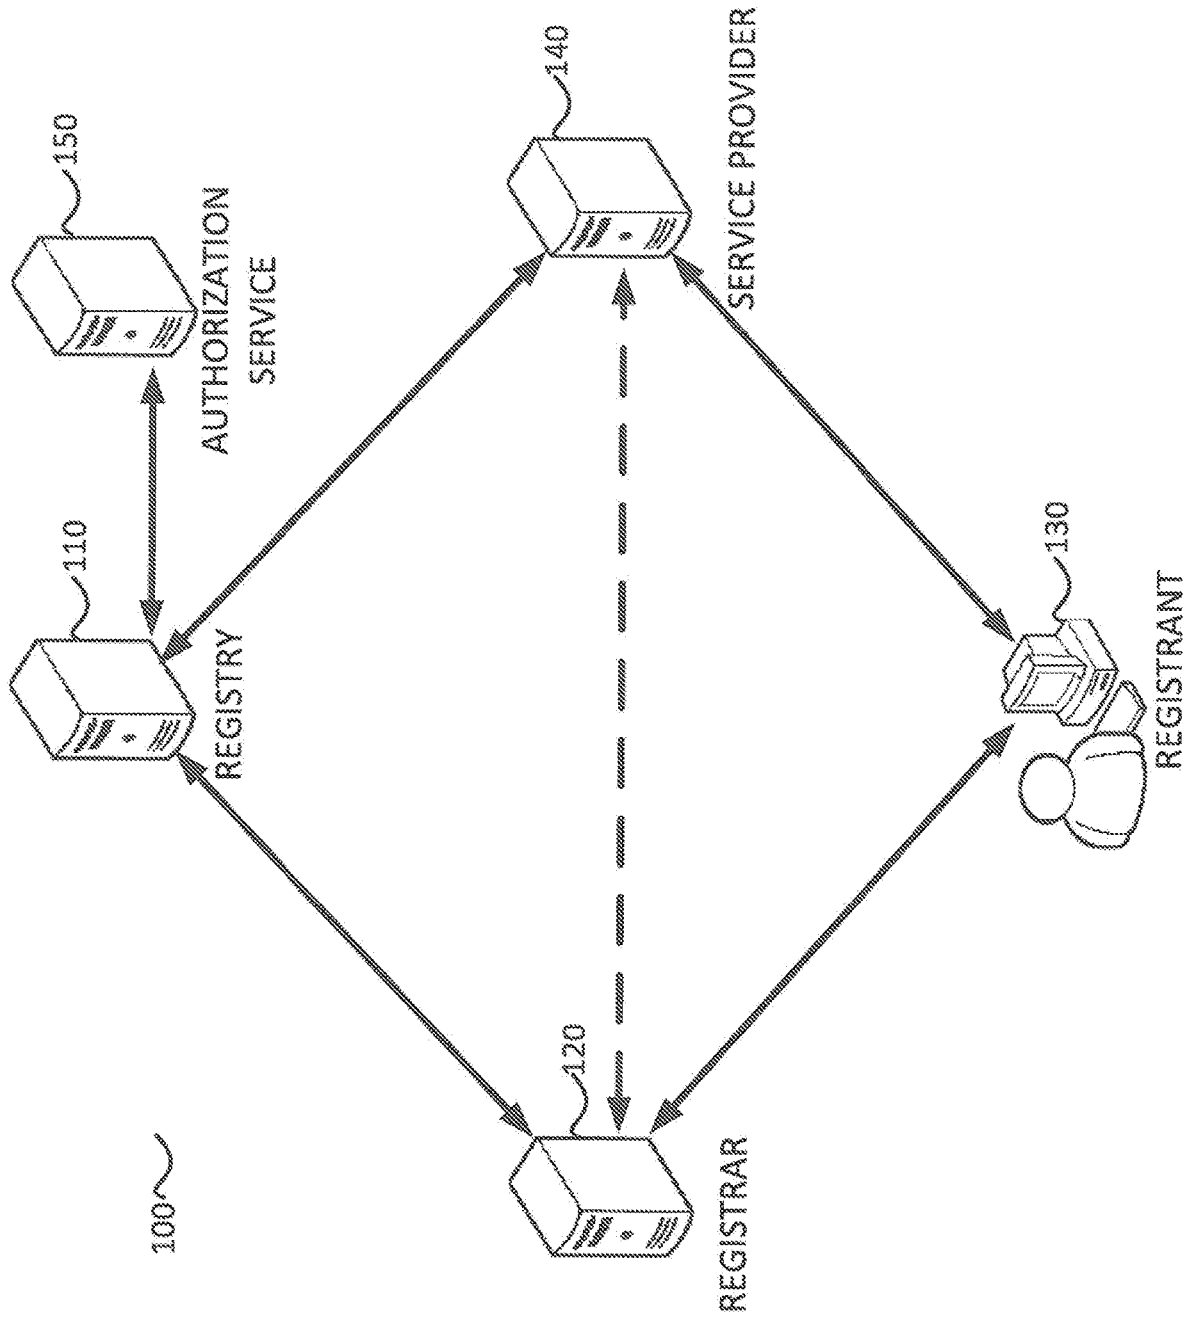 100
110
REGISTRY
150
AUTHORIZATION
SERVICE
120
REGISTRAR
140
SERVICE PROVIDER
130
REGISTRANT